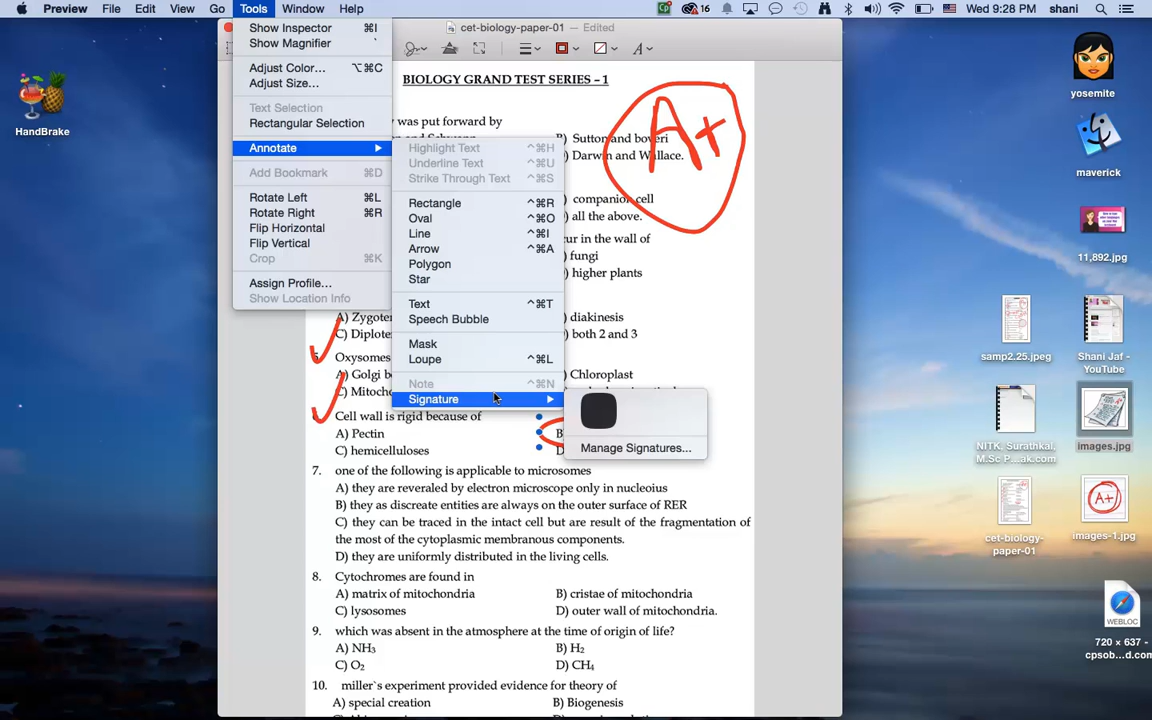 Preview File Edit View Go Tools Window Help 16 Wed 9:28 PM shani
cet-biology-paper-01 — Edited
Show Inspector ⌘I
Show Magnifier `
Adjust Color... ⌥⌘C
Adjust Size...
Text Selection
Rectangular Selection
Annotate
Add Bookmark ⌘D
Rotate Left ⌘L
Rotate Right ⌘R
Flip Horizontal
Flip Vertical
Crop ⌘K
Assign Profile...
Show Location Info
Highlight Text ^⌘H
Underline Text ^⌘U
Strike Through Text ^⌘S
Rectangle ^⌘R
Oval ^⌘O
Line ^⌘I
Arrow ^⌘A
Polygon
Star
Text ^⌘T
Speech Bubble
Mask
Loupe ^⌘L
Note ^⌘N
Signature
Manage Signatures...
BIOLOGY GRAND TEST SERIES – 1
A+
was put forward by
B) Sutton and boveri
) Darwin and Wallace.
companion cell
) all the above.
ur in the wall of
) fungi
) higher plants
A) Zygote
) diakinesis
C) Diplote
) both 2 and 3
5. Oxysomes
A) Golgi b
) Chloroplast
C) Mitoch
6. Cell wall is rigid because of
A) Pectin B
C) hemicelluloses D
7. one of the following is applicable to microsomes
A) they are reveraled by electron microscope only in nucleoius
B) they as discreate entities are always on the outer surface of RER
C) they can be traced in the intact cell but are result of the fragmentation of
the most of the cytoplasmic membranous components.
D) they are uniformly distributed in the living cells.
8. Cytochromes are found in
A) matrix of mitochondria B) cristae of mitochondria
C) lysosomes D) outer wall of mitochondria.
9. which was absent in the atmosphere at the time of origin of life?
A) NH₃ B) H₂
C) O₂ D) CH₄
10. miller`s experiment provided evidence for theory of
A) special creation B) Biogenesis
HandBrake
yosemite
maverick
11,892.jpg
samp2.25.jpeg
Shani Jaf - YouTube
NITK, Surathkal, M.Sc P...ak.com
images.jpg
cet-biology-paper-01
A+
images-1.jpg
WEBLOC
720 × 637 - cpsob...d.com